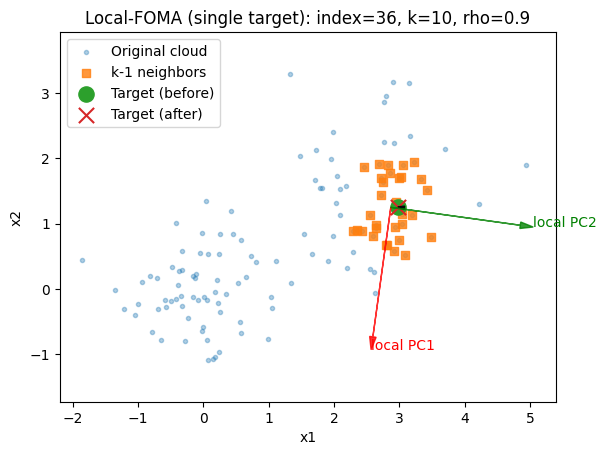 Local-FOMA (single target): index=36, k=10, rho=0.9
Original cloud
k-1 neighbors
Target (before)
Target (after)
3
2
1
0
−1
x2
local PC2
local PC1
−2 −1 0 1 2 3 4 5
x1